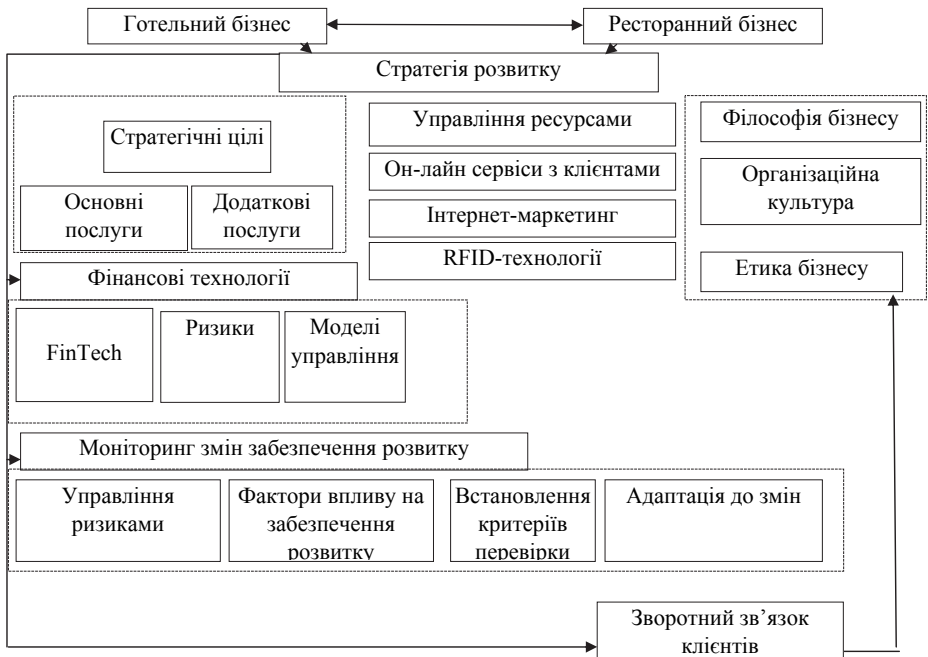 Готельний бізнес
Ресторанний бізнес
Стратегія розвитку
Стратегічні
цілі
Основні
послуги
Додаткові
послуги
Управління ресурсами
Он-лайн сервіси з клієнтами
Інтернет-маркетинг
RFID-технології
Філософія бізнесу
Організаційна
культура
Етика бізнесу
Фінансові технології
FinTech
Ризики
Моделі
управління
Моніторинг змін забезпечення розвитку
Управління
ризиками
Фактори впливу на
забезпечення
розвитку
Встановлення
критеріїв
перевірки
Адаптація до змін
Зворотний зв’язок
клієнтів